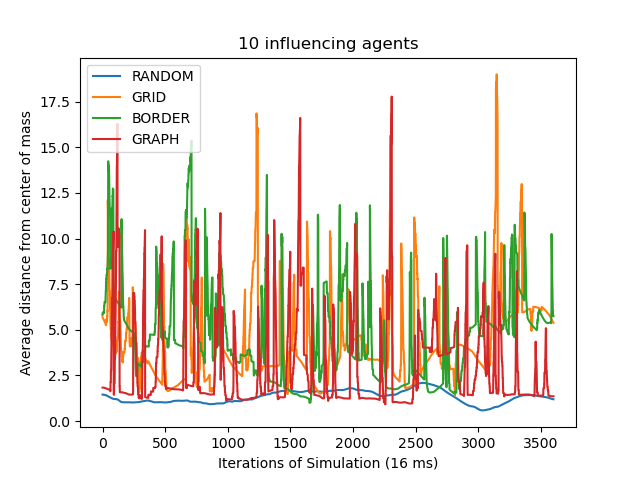 10 influencing agents
RANDOM
GRID
BORDER
GRAPH
Average distance from center of mass
17.5
15.0
12.5
10.0
7.5
5.0
2.5
0.0
0 500 1000 1500 2000 2500 3000 3500
Iterations of Simulation (16 ms)